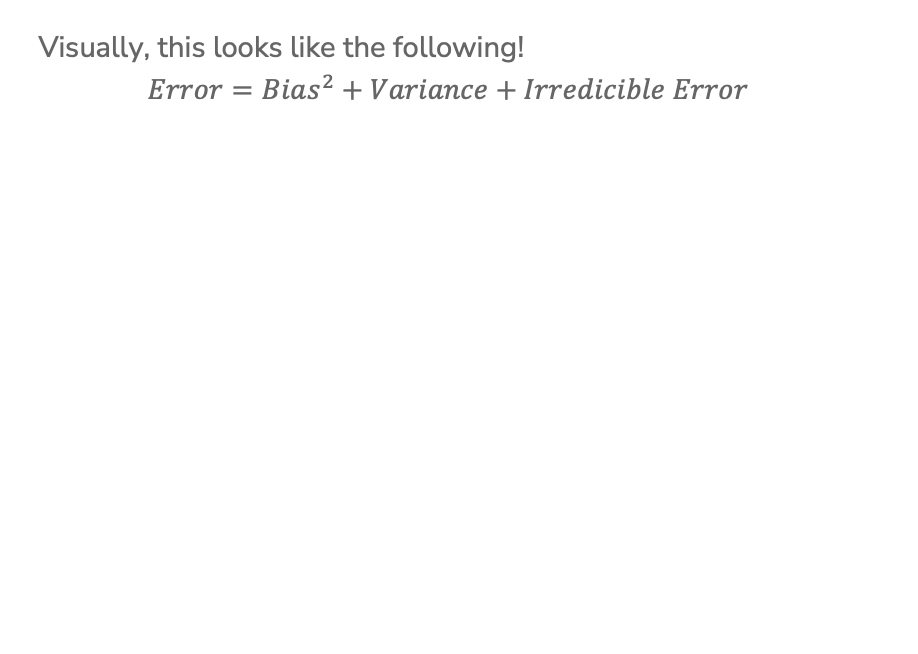 Visually, this looks like the following!
Error = Bias² + Variance + Irredicible Error